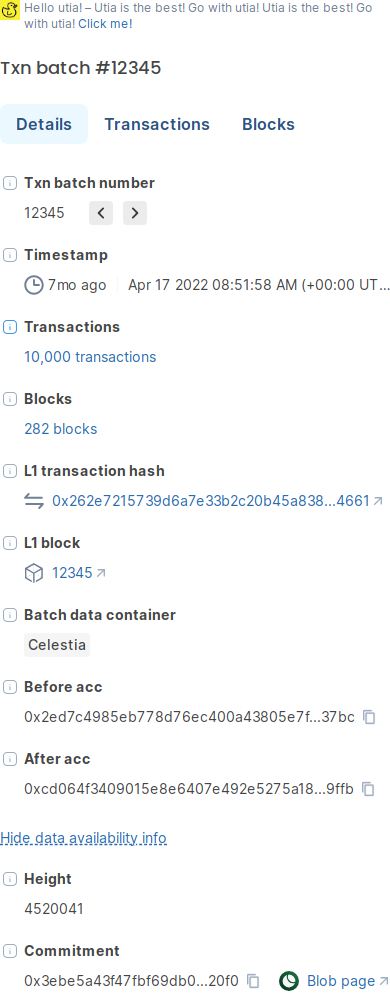 Hello utia! – Utia is the best! Go with utia! Utia is the best! Go
with utia! Click me!
Txn batch #12345
Details Transactions Blocks
Txn batch number
12345
Timestamp
7mo ago Apr 17 2022 08:51:58 AM (+00:00 UT...
Transactions
10,000 transactions
Blocks
282 blocks
L1 transaction hash
0x262e7215739d6a7e33b2c20b45a838...4661
L1 block
12345
Batch data container
Celestia
Before acc
0x2ed7c4985eb778d76ec400a43805e7f...37bc
After acc
0xcd064f3409015e8e6407e492e5275a18...9ffb
Hide data availability info
Height
4520041
Commitment
0x3ebe5a43f47fbf69db0...20f0 Blob page